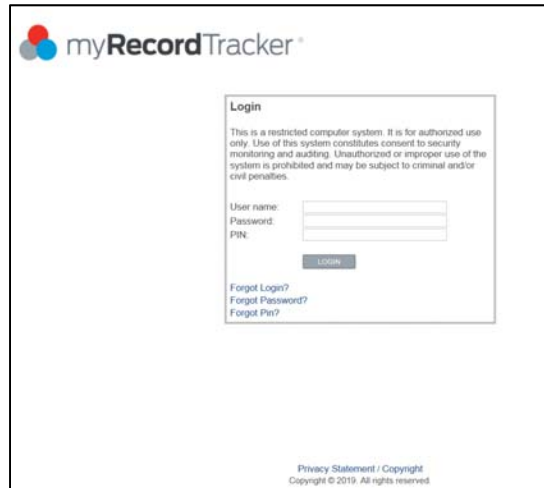 myRecordTracker®
Login
This is a restricted computer system. It is for authorized use
only. Use of this system constitutes consent to security
monitoring and auditing. Unauthorized or improper use of the
system is prohibited and may be subject to criminal and/or
civil penalties.
User name:
Password:
PIN:
LOGIN
Forgot Login?
Forgot Password?
Forgot Pin?
Privacy Statement / Copyright
Copyright © 2019. All rights reserved.